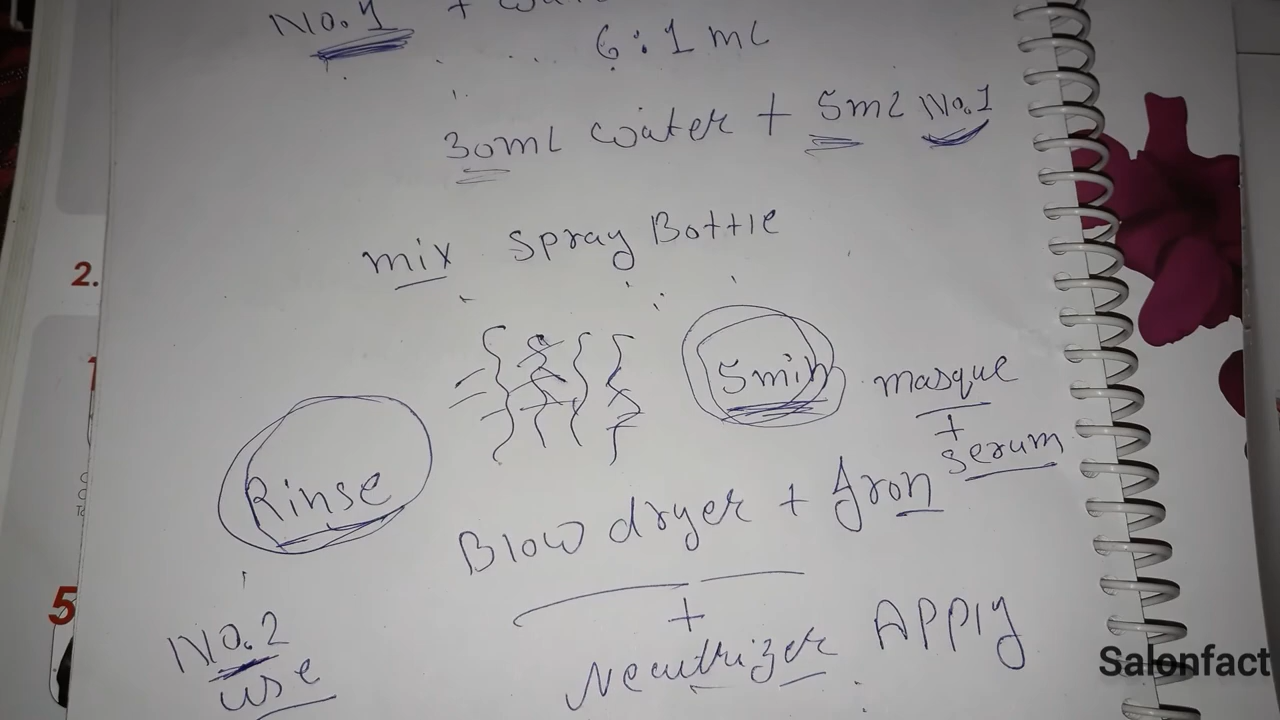 No.1 +
6:1 mL
30mL water + 5mL No.1
mix Spray Bottle
5min
masque
+
serum
Rinse
Blow dryer + Iron
+
Neutrizer APPly
No.2
use
2.
5
Salonfact